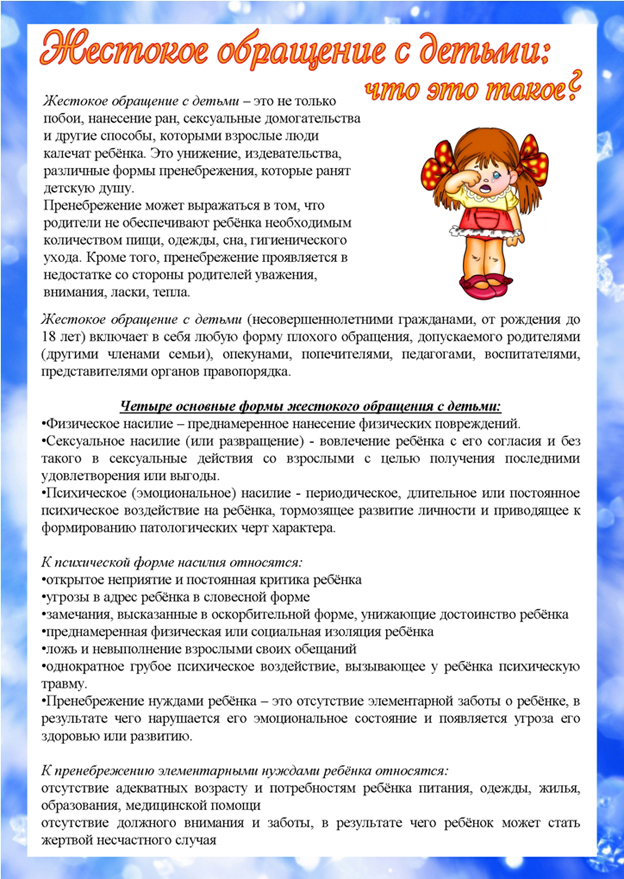 Жестокое обращение с детьми:
что это такое?
Жестокое обращение с детьми – это не только
побои, нанесение ран, сексуальные домогательства
и другие способы, которыми взрослые люди
калечат ребёнка. Это унижение, издевательства,
различные формы пренебрежения, которые ранят
детскую душу.
Пренебрежение может выражаться в том, что
родители не обеспечивают ребёнка необходимым
количеством пищи, одежды, сна, гигиенического
ухода. Кроме того, пренебрежение проявляется в
недостатке со стороны родителей уважения,
внимания, ласки, тепла.
Жестокое обращение с детьми (несовершеннолетними гражданами, от рождения до
18 лет) включает в себя любую форму плохого обращения, допускаемого родителями
(другими членами семьи), опекунами, попечителями, педагогами, воспитателями,
представителями органов правопорядка.
Четыре основные формы жестокого обращения с детьми:
•Физическое насилие – преднамеренное нанесение физических повреждений.
•Сексуальное насилие (или развращение) - вовлечение ребёнка с его согласия и без
такого в сексуальные действия со взрослыми с целью получения последними
удовлетворения или выгоды.
•Психическое (эмоциональное) насилие - периодическое, длительное или постоянное
психическое воздействие на ребёнка, тормозящее развитие личности и приводящее к
формированию патологических черт характера.
К психической форме насилия относятся:
•открытое неприятие и постоянная критика ребёнка
•угрозы в адрес ребёнка в словесной форме
•замечания, высказанные в оскорбительной форме, унижающие достоинство ребёнка
•преднамеренная физическая или социальная изоляция ребёнка
•ложь и невыполнение взрослыми своих обещаний
•однократное грубое психическое воздействие, вызывающее у ребёнка психическую
травму.
•Пренебрежение нуждами ребёнка – это отсутствие элементарной заботы о ребёнке, в
результате чего нарушается его эмоциональное состояние и появляется угроза его
здоровью или развитию.
К пренебрежению элементарными нуждами ребёнка относятся:
отсутствие адекватных возрасту и потребностям ребёнка питания, одежды, жилья,
образования, медицинской помощи
отсутствие должного внимания и заботы, в результате чего ребёнок может стать
жертвой несчастного случая